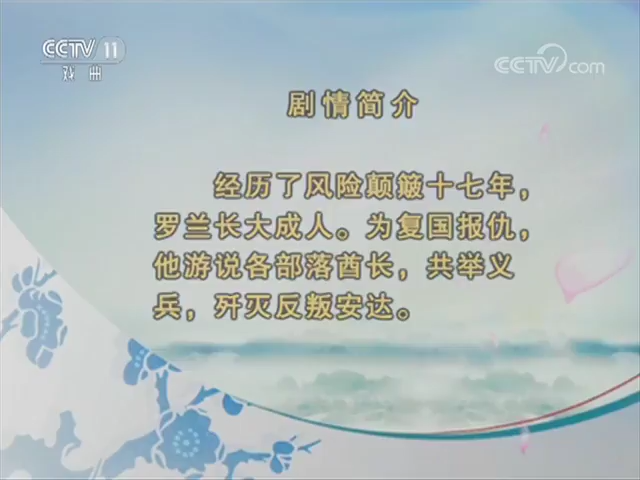 CCTV 11
戏曲
CCTV.com
剧情简介
经历了风险颠簸十七年，
罗兰长大成人。为复国报仇，
他游说各部落酋长，共举义
兵，歼灭反叛安达。